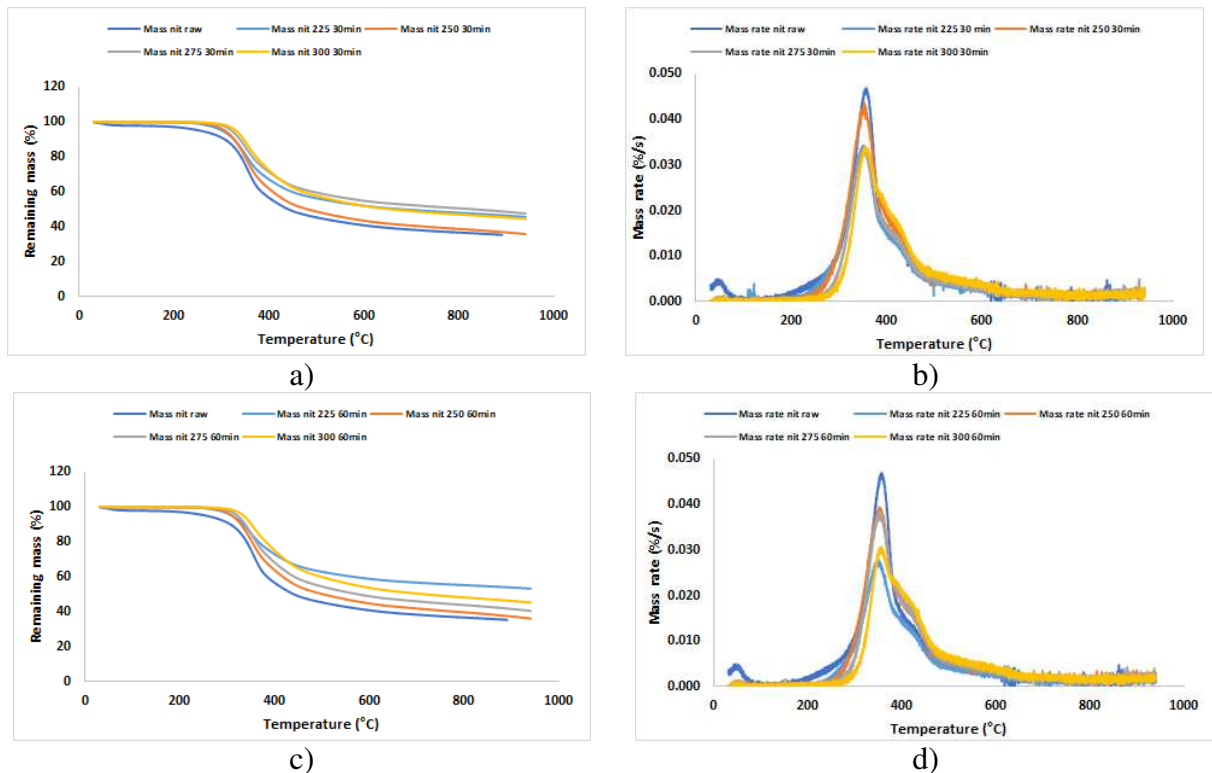 Mass nit raw Mass nit 225 30min Mass nit 250 30min
Mass nit 275 30min Mass nit 300 30min
120
100
80
60
40
20
0
Remaining mass (%)
0 200 400 600 800 1000
Temperature (°C)
a)
Mass rate nit raw Mass rate nit 225 30 min Mass rate nit 250 30min
Mass rate nit 275 30min Mass rate nit 300 30min
0.050
0.040
0.030
0.020
0.010
0.000
Mass rate (%/s)
0 200 400 600 800 1000
Temperature (°C)
b)
Mass nit raw Mass nit 225 60min Mass nit 250 60min
Mass nit 275 60min Mass nit 300 60min
120
100
80
60
40
20
0
Remaining mass (%)
0 200 400 600 800 1000
Temperature (°C)
c)
Mass rate nit raw Mass rate nit 225 60min Mass rate nit 250 60min
Mass rate nit 275 60min Mass rate nit 300 60min
0.050
0.040
0.030
0.020
0.010
0.000
Mass rate (%/s)
0 200 400 600 800 1000
Temperature (°C)
d)